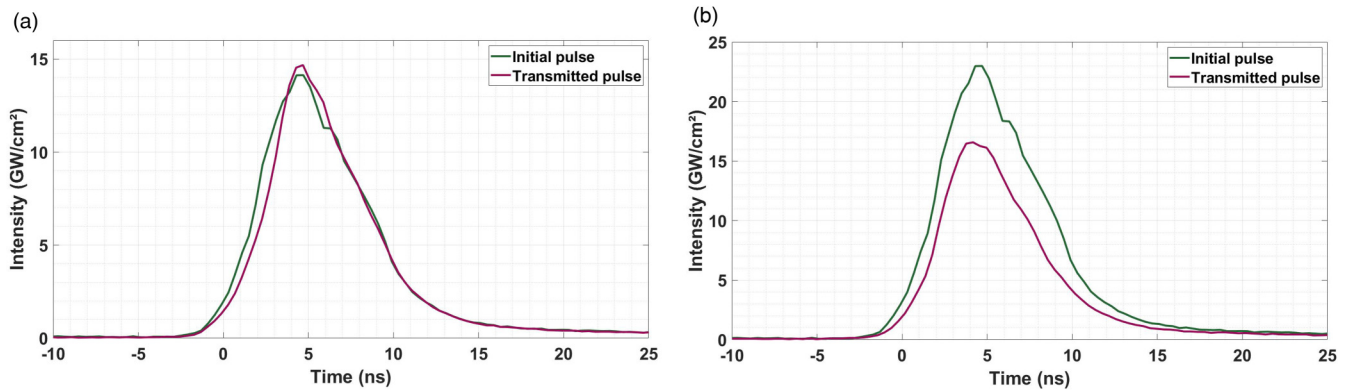 (a)
Intensity (GW/cm²)
15
10
5
0
-10 -5 0 5 10 15 20 25
Time (ns)
Initial pulse
Transmitted pulse
(b)
Intensity (GW/cm²)
25
20
15
10
5
0
-10 -5 0 5 10 15 20 25
Time (ns)
Initial pulse
Transmitted pulse